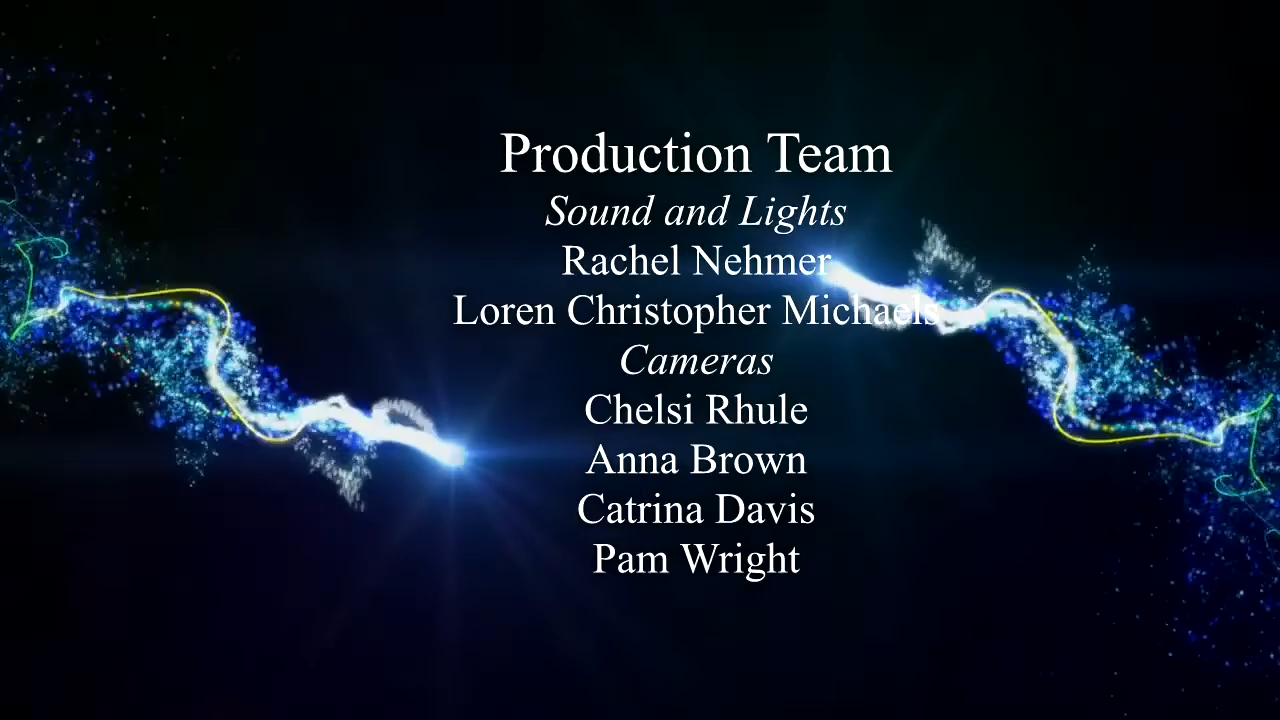 Production Team
Sound and Lights
Rachel Nehmer
Loren Christopher Michaels
Cameras
Chelsi Rhule
Anna Brown
Catrina Davis
Pam Wright